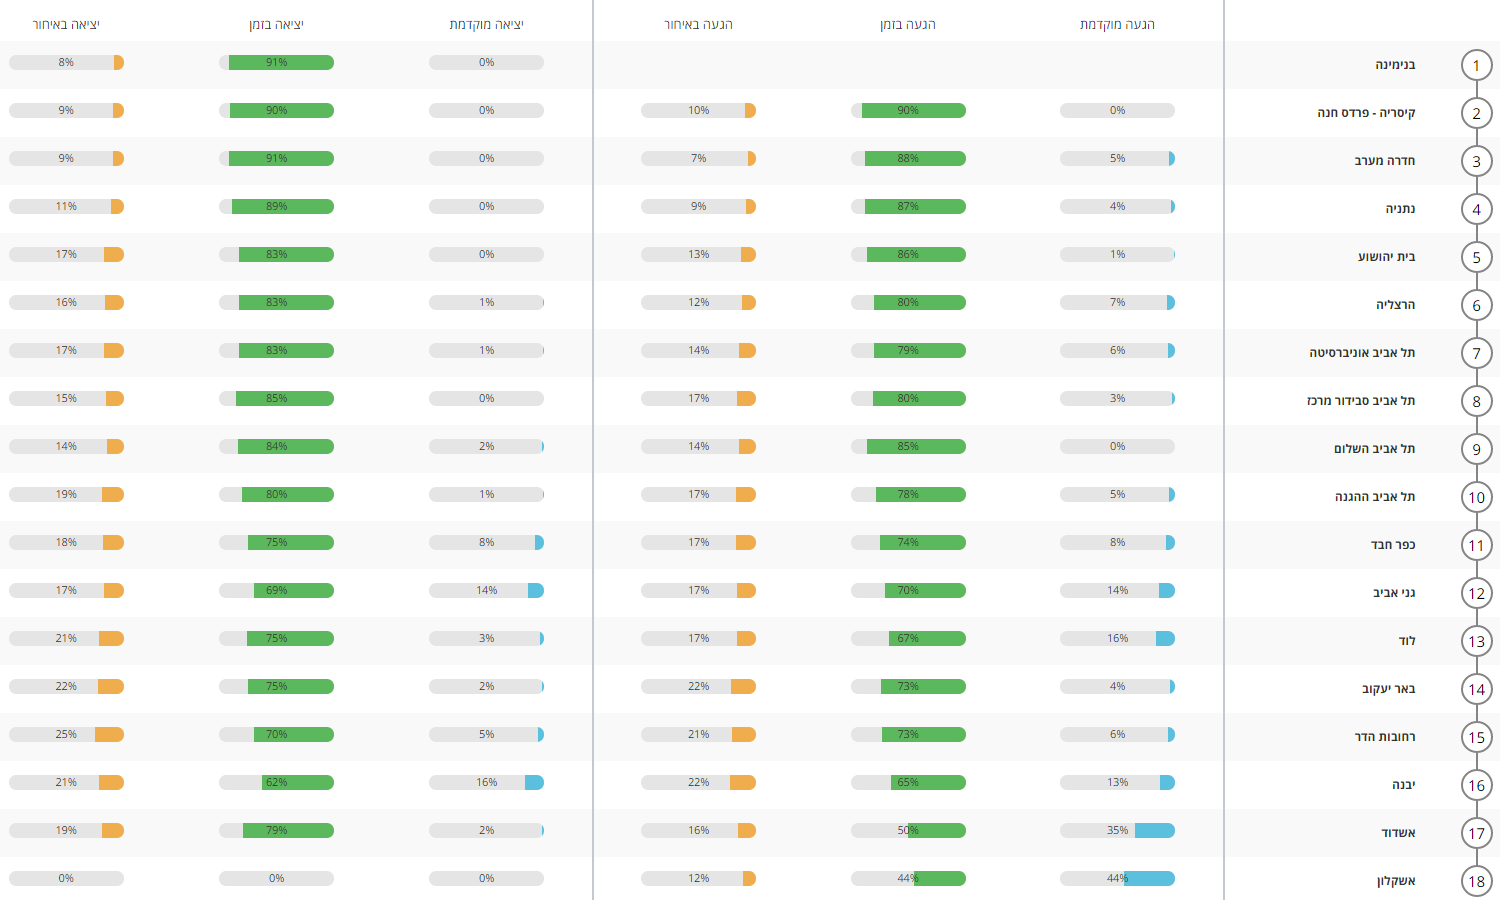 הגעה מוקדמת הגעה בזמן הגעה באיחור יציאה מוקדמת יציאה בזמן יציאה באיחור
1 בנימינה 0% 91% 8%
2 קיסריה - פרדס חנה 0% 90% 10% 0% 90% 9%
3 חדרה מערב 5% 88% 7% 0% 91% 9%
4 נתניה 4% 87% 9% 0% 89% 11%
5 בית יהושוע 1% 86% 13% 0% 83% 17%
6 הרצליה 7% 80% 12% 1% 83% 16%
7 תל אביב אוניברסיטה 6% 79% 14% 1% 83% 17%
8 תל אביב סבידור מרכז 3% 80% 17% 0% 85% 15%
9 תל אביב השלום 0% 85% 14% 2% 84% 14%
10 תל אביב ההגנה 5% 78% 17% 1% 80% 19%
11 כפר חבד 8% 74% 17% 8% 75% 18%
12 גני אביב 14% 70% 17% 14% 69% 17%
13 לוד 16% 67% 17% 3% 75% 21%
14 באר יעקוב 4% 73% 22% 2% 75% 22%
15 רחובות הדר 6% 73% 21% 5% 70% 25%
16 יבנה 13% 65% 22% 16% 62% 21%
17 אשדוד 35% 50% 16% 2% 79% 19%
18 אשקלון 44% 44% 12% 0% 0% 0%